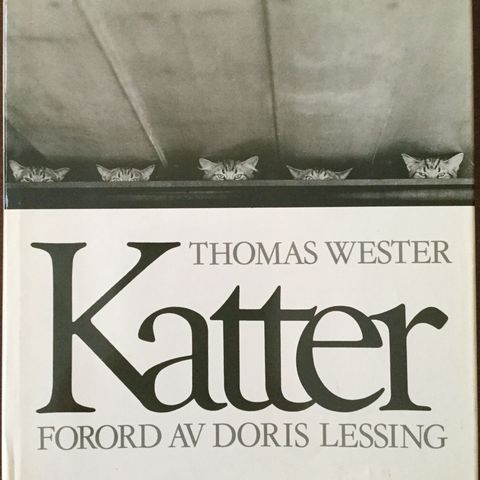 THOMAS WESTER
Katter
FORORD AV DORIS LESSING